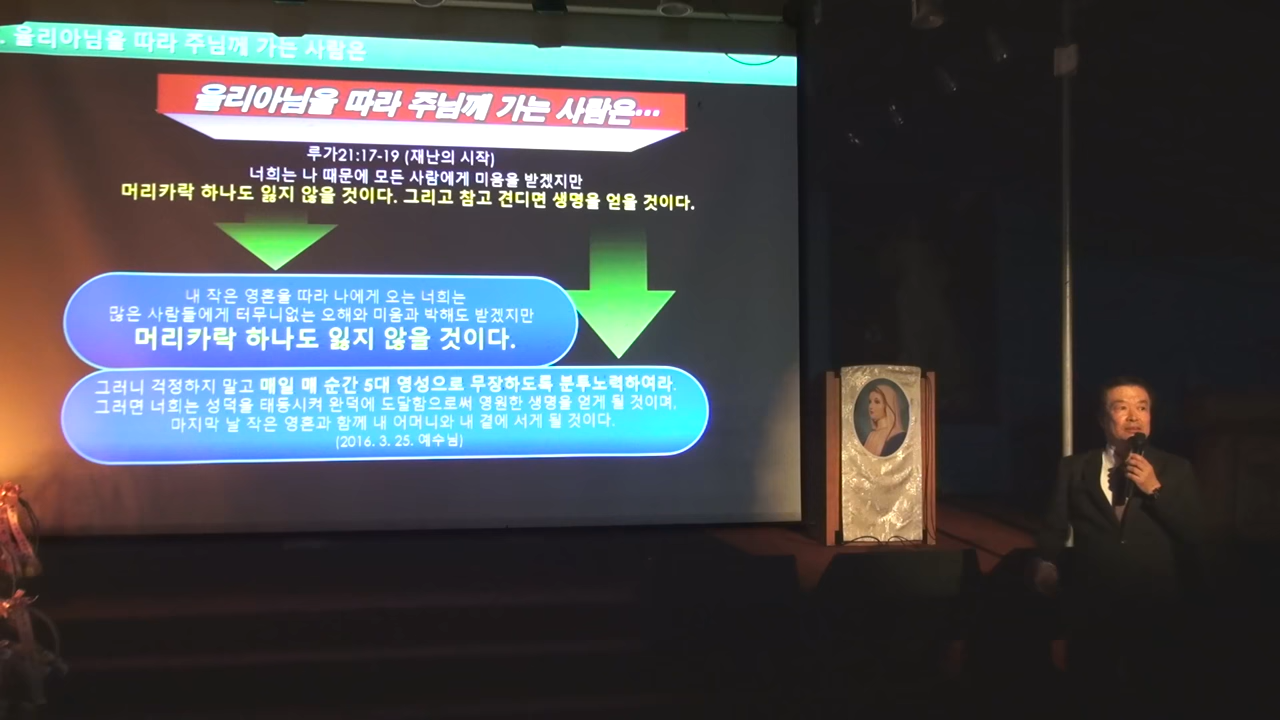 율리아님을 따라 주님께 가는 사람은
율리아님을 따라 주님께 가는 사람은…
루가21:17-19 (재난의 시작)
너희는 나 때문에 모든 사람에게 미움을 받겠지만
머리카락 하나도 잃지 않을 것이다. 그리고 참고 견디면 생명을 얻을 것이다.
내 작은 영혼을 따라 나에게 오는 너희는
많은 사람들에게 터무니없는 오해와 미움과 박해도 받겠지만
머리카락 하나도 잃지 않을 것이다.
그러니 걱정하지 말고 매일 매 순간 5대 영성으로 무장하도록 분투노력하여라.
그러면 너희는 성덕을 태동시켜 완덕에 도달함으로써 영원한 생명을 얻게 될 것이며,
마지막 날 작은 영혼과 함께 내 어머니와 내 곁에 서게 될 것이다.
(2016. 3. 25. 예수님)